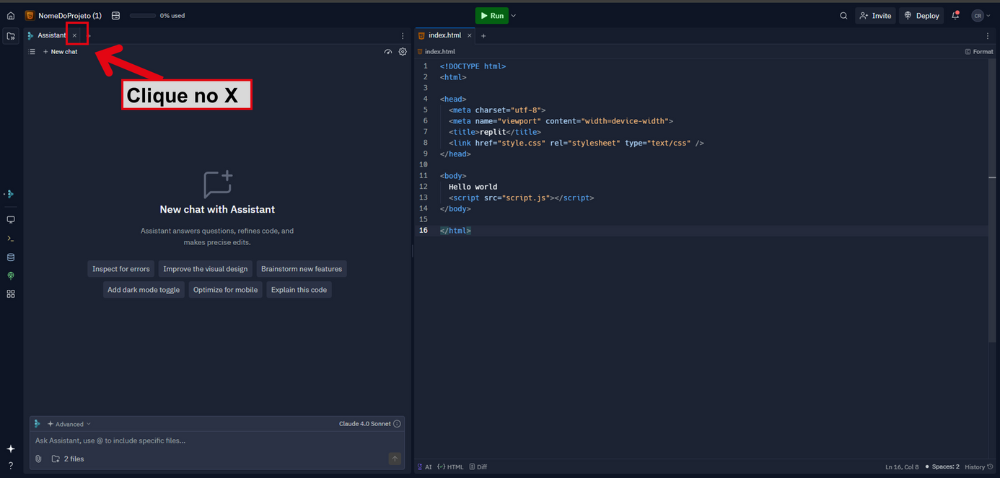 NomeDoProjeto (1) 0% used Run Invite Deploy CR
Assistant
New chat
Clique no X
New chat with Assistant
Assistant answers questions, refines code, and
makes precise edits.
Inspect for errors Improve the visual design Brainstorm new features
Add dark mode toggle Optimize for mobile Explain this code
Advanced Claude 4.0 Sonnet
Ask Assistant, use @ to include specific files...
2 files
index.html
index.html Format
1 <!DOCTYPE html>
2 <html>
3
4 <head>
5 <meta charset="utf-8">
6 <meta name="viewport" content="width=device-width">
7 <title>replit</title>
8 <link href="style.css" rel="stylesheet" type="text/css" />
9 </head>
10
11 <body>
12 Hello world
13 <script src="script.js"></script>
14 </body>
15
16 </html>
AI HTML Diff Ln 16, Col 8 Spaces: 2 History